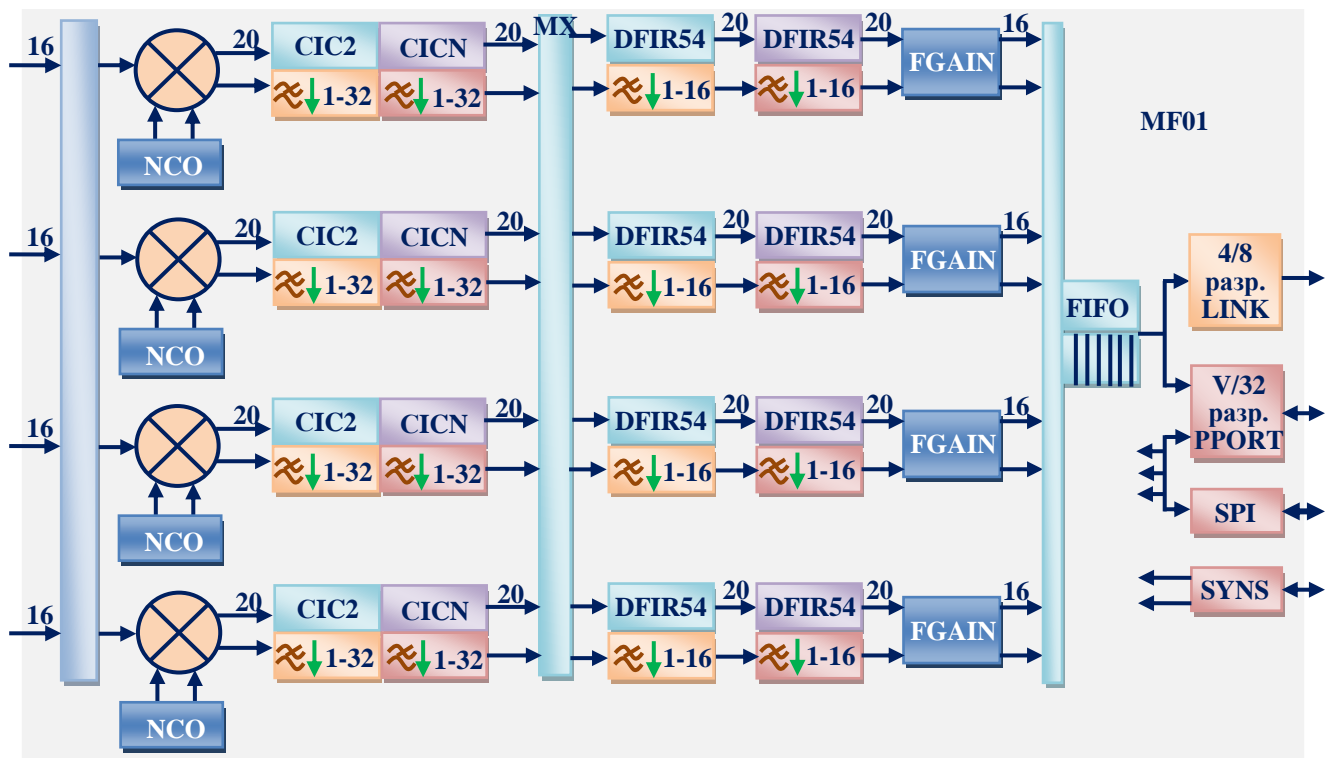 MX
16 20 CIC2 CICN 20 DFIR54 20 DFIR54 20 FGAIN 16
1-32 1-32 1-16 1-16
NCO
MF01
16 20 CIC2 CICN 20 DFIR54 20 DFIR54 20 FGAIN 16
1-32 1-32 1-16 1-16
NCO
16 20 CIC2 CICN 20 DFIR54 20 DFIR54 20 FGAIN 16
1-32 1-32 1-16 1-16
NCO
16 20 CIC2 CICN 20 DFIR54 20 DFIR54 20 FGAIN 16
1-32 1-32 1-16 1-16
NCO
FIFO
4/8
разр.
LINK
V/32
разр.
PPORT
SPI
SYNS